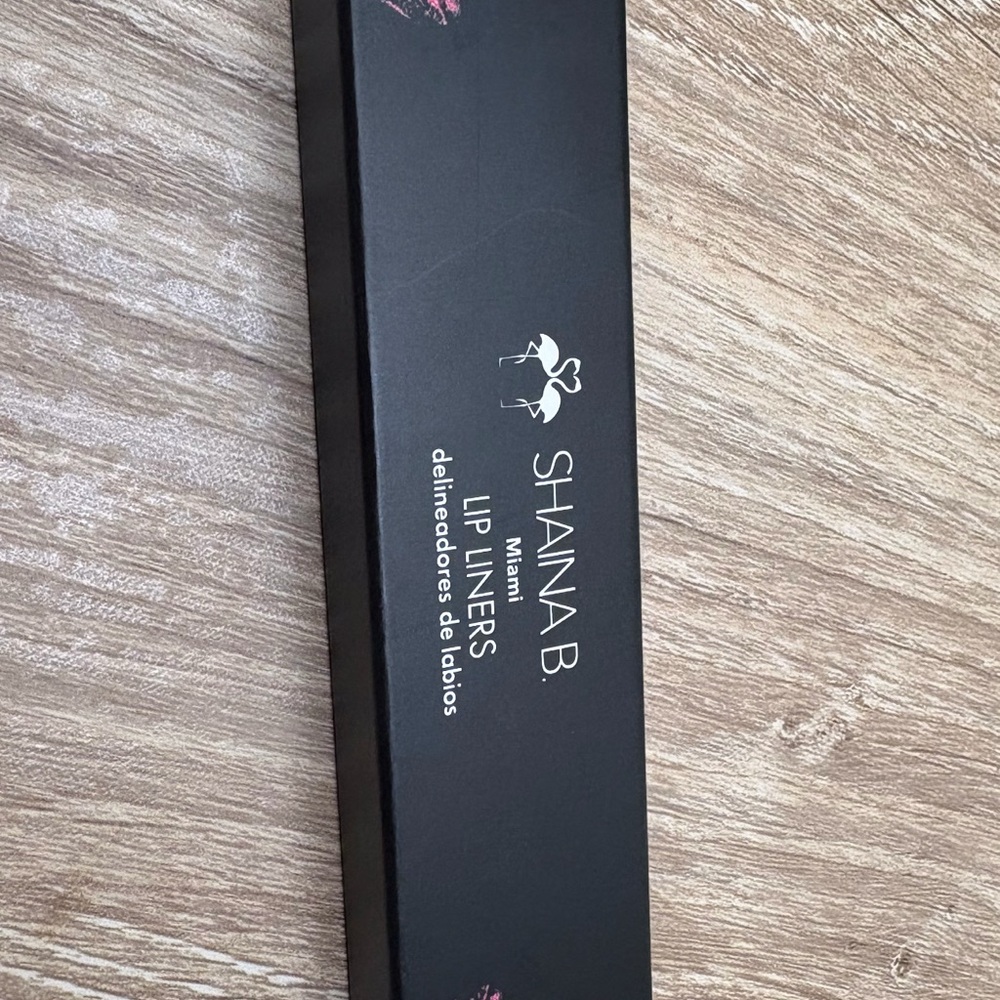 SHAINA B.
Miami
LIP LINERS
delineadores de labios